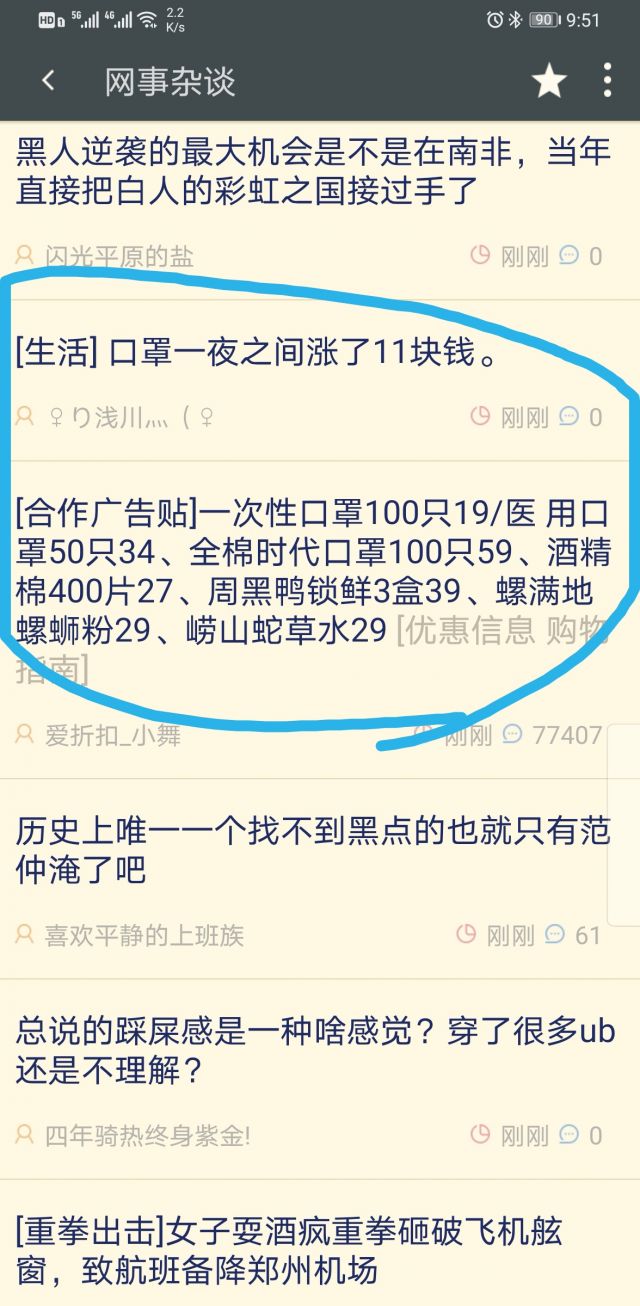 HD 5G 4G 2.2 K/s 90 9:51
网事杂谈
黑人逆袭的最大机会是不是在南非，当年
直接把白人的彩虹之国接过手了
闪光平原的盐 刚刚 0
[生活] 口罩一夜之间涨了11块钱。
♀り浅川灬（♀ 刚刚 0
[合作广告贴]一次性口罩100只19/医 用口
罩50只34、全棉时代口罩100只59、酒精
棉400片27、周黑鸭锁鲜3盒39、螺满地
螺蛳粉29、崂山蛇草水29 [优惠信息 购物
指南]
爱折扣_小舞 刚刚 77407
历史上唯一一个找不到黑点的也就只有范
仲淹了吧
喜欢平静的上班族 刚刚 61
总说的踩屎感是一种啥感觉？穿了很多ub
还是不理解？
四年骑热终身紫金! 刚刚 0
[重拳出击]女子耍酒疯重拳砸破飞机舷
窗，致航班备降郑州机场